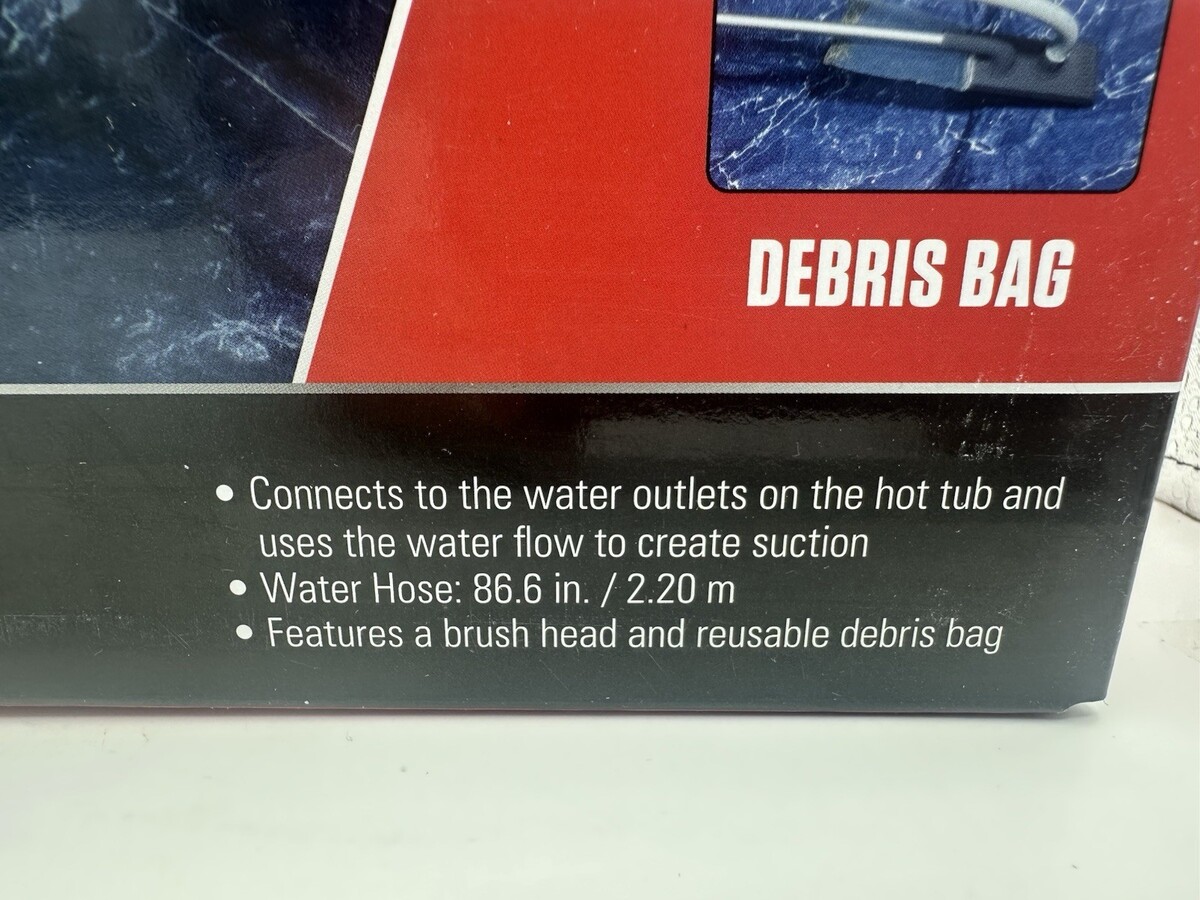 DEBRIS BAG
• Connects to the water outlets on the hot tub and
uses the water flow to create suction
• Water Hose: 86.6 in. / 2.20 m
• Features a brush head and reusable debris bag